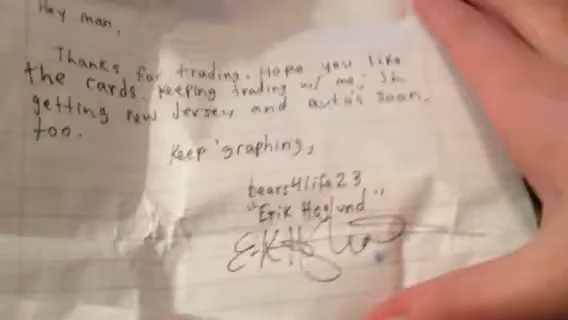 Hey man,
Thanks for trading. Hope you like
the cards. Keeping trading w/ me;
getting new Jersey and auto's soon.
too.
Keep 'graphing,
bears4life23
"Erik Hoglund"